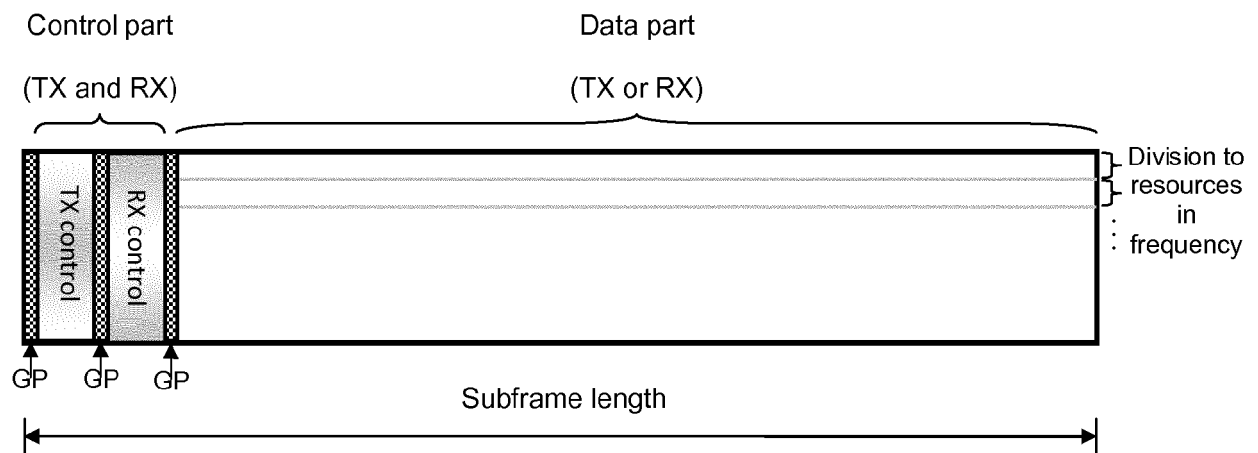 Control part
Data part
(TX and RX)
(TX or RX)
TX control
RX control
Division to
resources
in
frequency
GP
GP
GP
Subframe length